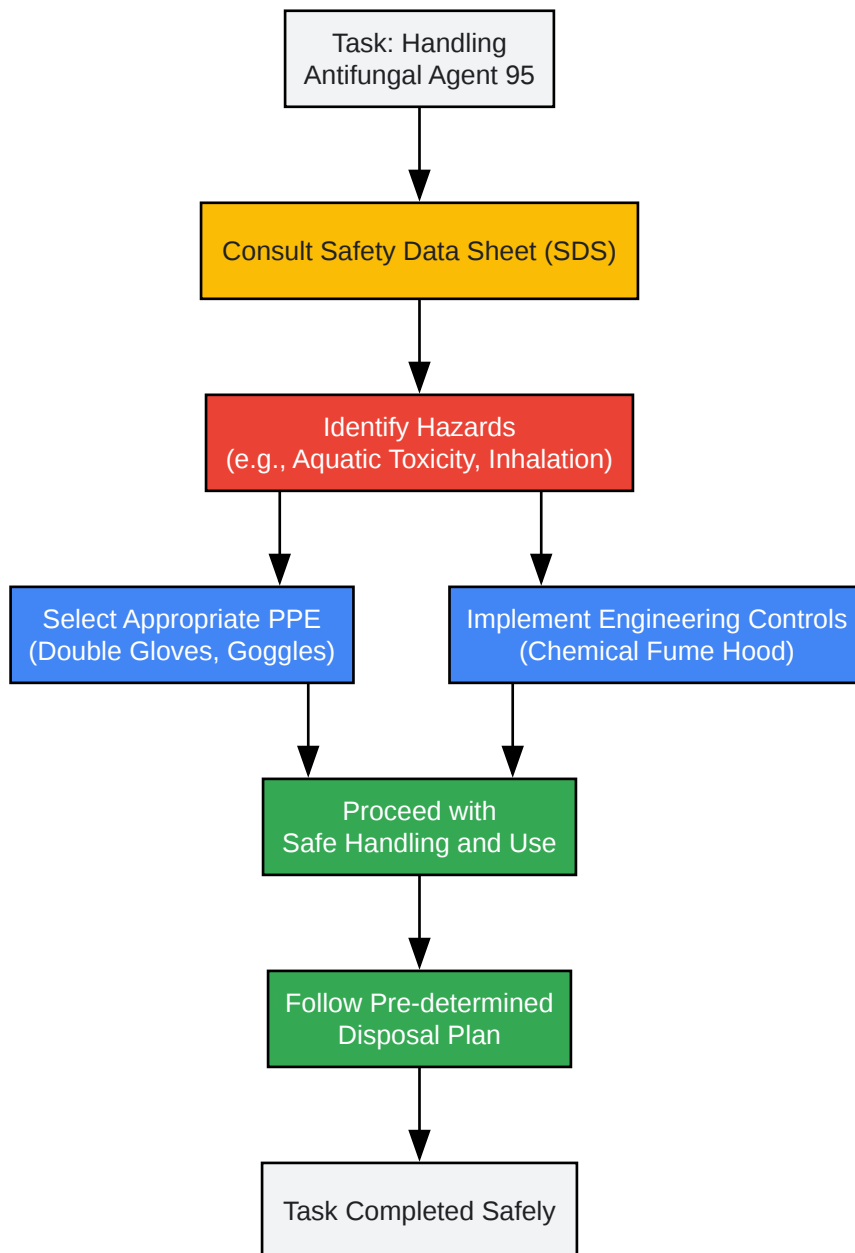 Task: Handling
Antifungal Agent 95
Consult Safety Data Sheet (SDS)
Identify Hazards
(e.g., Aquatic Toxicity, Inhalation)
Select Appropriate PPE
(Double Gloves, Goggles)
Implement Engineering Controls
(Chemical Fume Hood)
Proceed with
Safe Handling and Use
Follow Pre-determined
Disposal Plan
Task Completed Safely